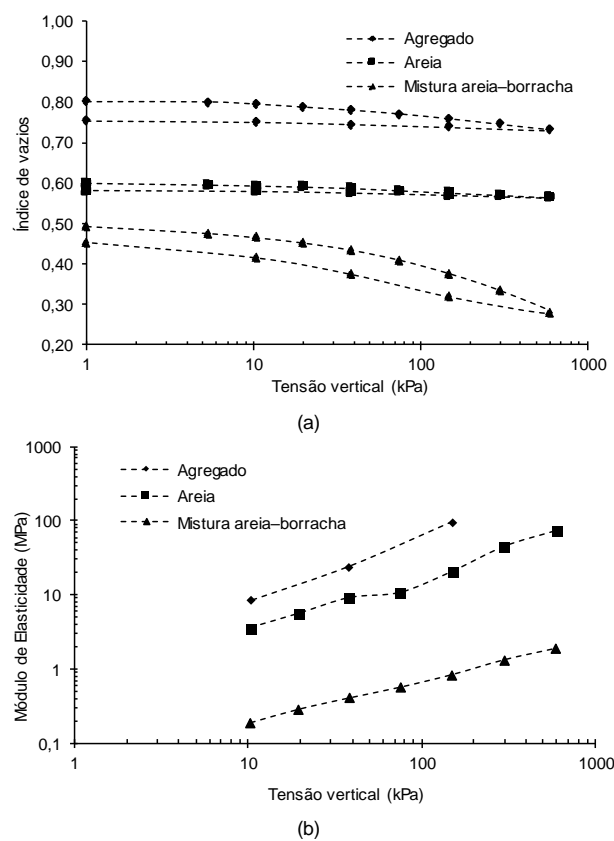 1,00
0,90
0,80
0,70
0,60
0,50
0,40
0,30
0,20
Índice de vazios
Agregado
Areia
Mistura areia–borracha
1 10 100 1000
Tensão vertical (kPa)
(a)
1000
100
10
1
0,1
Módulo de Elasticidade (MPa)
Agregado
Areia
Mistura areia–borracha
1 10 100 1000
Tensão vertical (kPa)
(b)